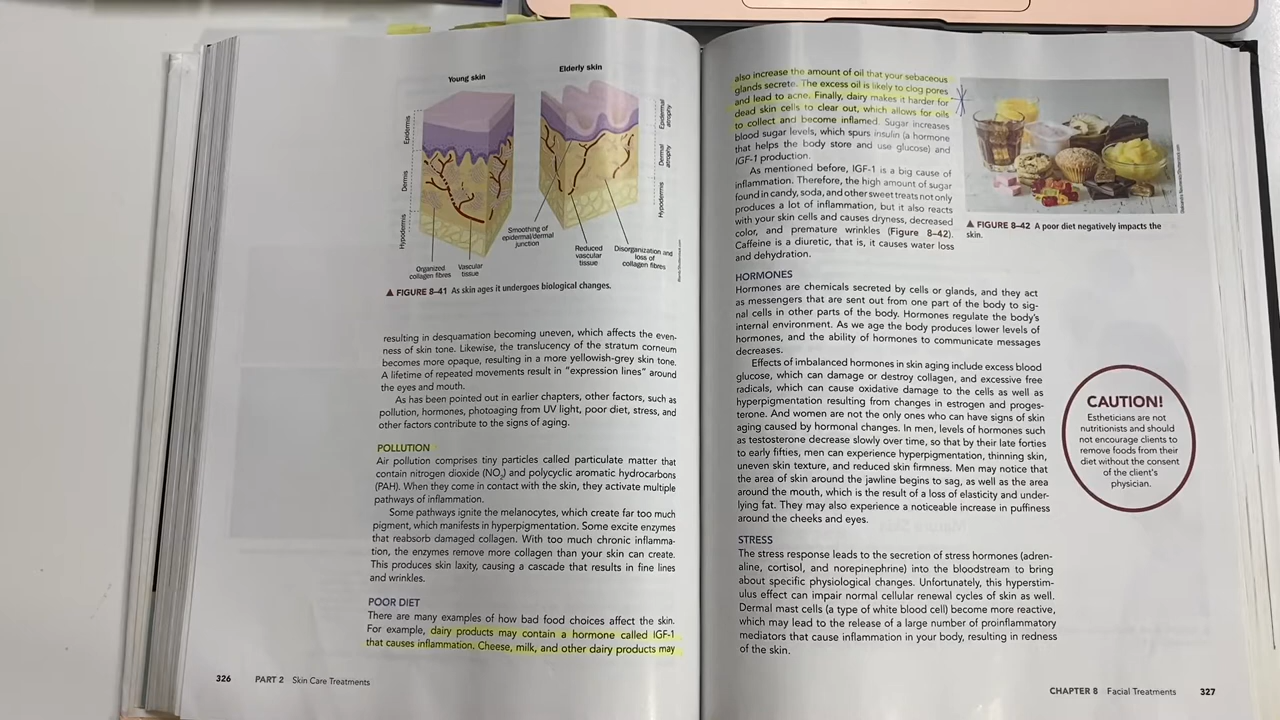 Young skin
Elderly skin
Epidermis
Dermis
Hypodermis
Epidermal
atrophy
Dermal
atrophy
Hypodermis
Organized
collagen fibres
Vascular
tissue
Smoothing of
epidermal/dermal
junction
Reduced
vascular
tissue
Disorganization and
loss of
collagen fibres
▲ FIGURE 8–41 As skin ages it undergoes biological changes.
resulting in desquamation becoming uneven, which affects the even-
ness of skin tone. Likewise, the translucency of the stratum corneum
becomes more opaque, resulting in a more yellowish-grey skin tone.
A lifetime of repeated movements result in “expression lines” around
the eyes and mouth.
As has been pointed out in earlier chapters, other factors, such as
pollution, hormones, photoaging from UV light, poor diet, stress, and
other factors contribute to the signs of aging.
POLLUTION
Air pollution comprises tiny particles called particulate matter that
contain nitrogen dioxide (NO₂) and polycyclic aromatic hydrocarbons
(PAH). When they come in contact with the skin, they activate multiple
pathways of inflammation.
Some pathways ignite the melanocytes, which create far too much
pigment, which manifests in hyperpigmentation. Some excite enzymes
that reabsorb damaged collagen. With too much chronic inflamma-
tion, the enzymes remove more collagen than your skin can create.
This produces skin laxity, causing a cascade that results in fine lines
and wrinkles.
POOR DIET
There are many examples of how bad food choices affect the skin.
For example, dairy products may contain a hormone called IGF-1
that causes inflammation. Cheese, milk, and other dairy products may
326 PART 2 Skin Care Treatments
also increase the amount of oil that your sebaceous
glands secrete. The excess oil is likely to clog pores
and lead to acne. Finally, dairy makes it harder for
dead skin cells to clear out, which allows for oils
to collect and become inflamed. Sugar increases
blood sugar levels, which spurs insulin (a hormone
that helps the body store and use glucose) and
IGF-1 production.
As mentioned before, IGF-1 is a big cause of
inflammation. Therefore, the high amount of sugar
found in candy, soda, and other sweet treats not only
produces a lot of inflammation, but it also reacts
with your skin cells and causes dryness, decreased
color, and premature wrinkles (Figure 8–42).
Caffeine is a diuretic, that is, it causes water loss
and dehydration.
▲ FIGURE 8–42 A poor diet negatively impacts the
skin.
HORMONES
Hormones are chemicals secreted by cells or glands, and they act
as messengers that are sent out from one part of the body to sig-
nal cells in other parts of the body. Hormones regulate the body’s
internal environment. As we age the body produces lower levels of
hormones, and the ability of hormones to communicate messages
decreases.
Effects of imbalanced hormones in skin aging include excess blood
glucose, which can damage or destroy collagen, and excessive free
radicals, which can cause oxidative damage to the cells as well as
hyperpigmentation resulting from changes in estrogen and proges-
terone. And women are not the only ones who can have signs of skin
aging caused by hormonal changes. In men, levels of hormones such
as testosterone decrease slowly over time, so that by their late forties
to early fifties, men can experience hyperpigmentation, thinning skin,
uneven skin texture, and reduced skin firmness. Men may notice that
the area of skin around the jawline begins to sag, as well as the area
around the mouth, which is the result of a loss of elasticity and under-
lying fat. They may also experience a noticeable increase in puffiness
around the cheeks and eyes.
CAUTION!
Estheticians are not
nutritionists and should
not encourage clients to
remove foods from their
diet without the consent
of the client's
physician.
STRESS
The stress response leads to the secretion of stress hormones (adren-
aline, cortisol, and norepinephrine) into the bloodstream to bring
about specific physiological changes. Unfortunately, this hyperstim-
ulus effect can impair normal cellular renewal cycles of skin as well.
Dermal mast cells (a type of white blood cell) become more reactive,
which may lead to the release of a large number of proinflammatory
mediators that cause inflammation in your body, resulting in redness
of the skin.
CHAPTER 8 Facial Treatments 327